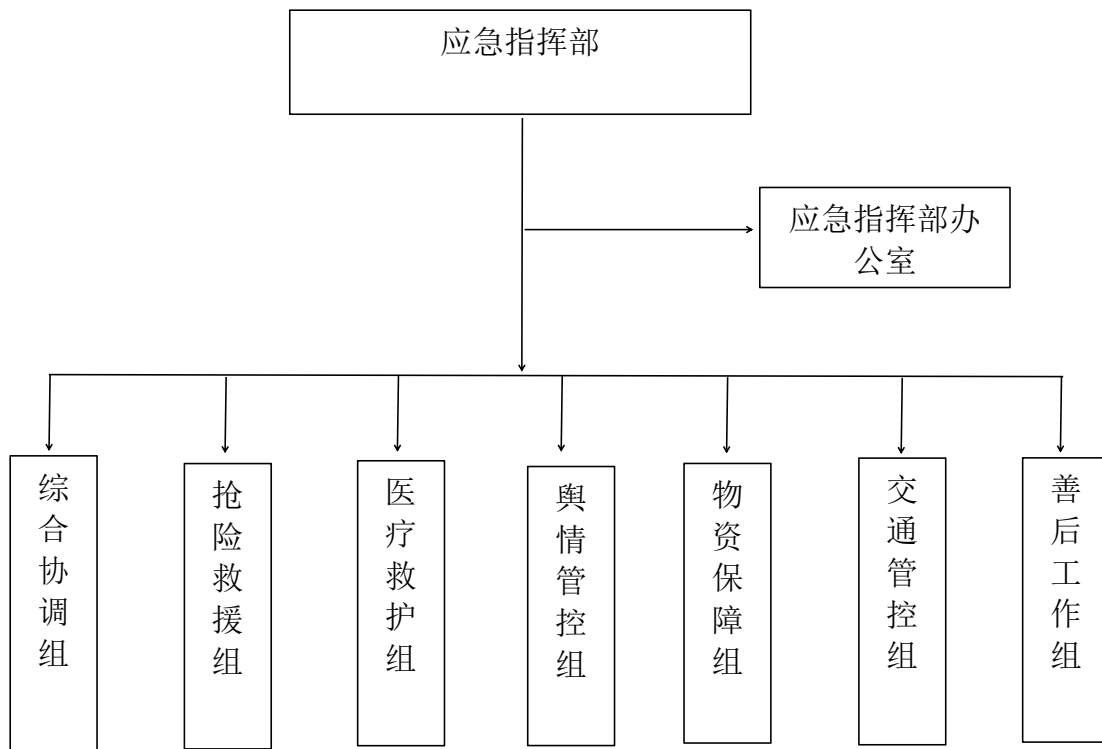 应急指挥部
应急指挥部办
公室
综合协调组
抢险救援组
医疗救护组
舆情管控组
物资保障组
交通管控组
善后工作组